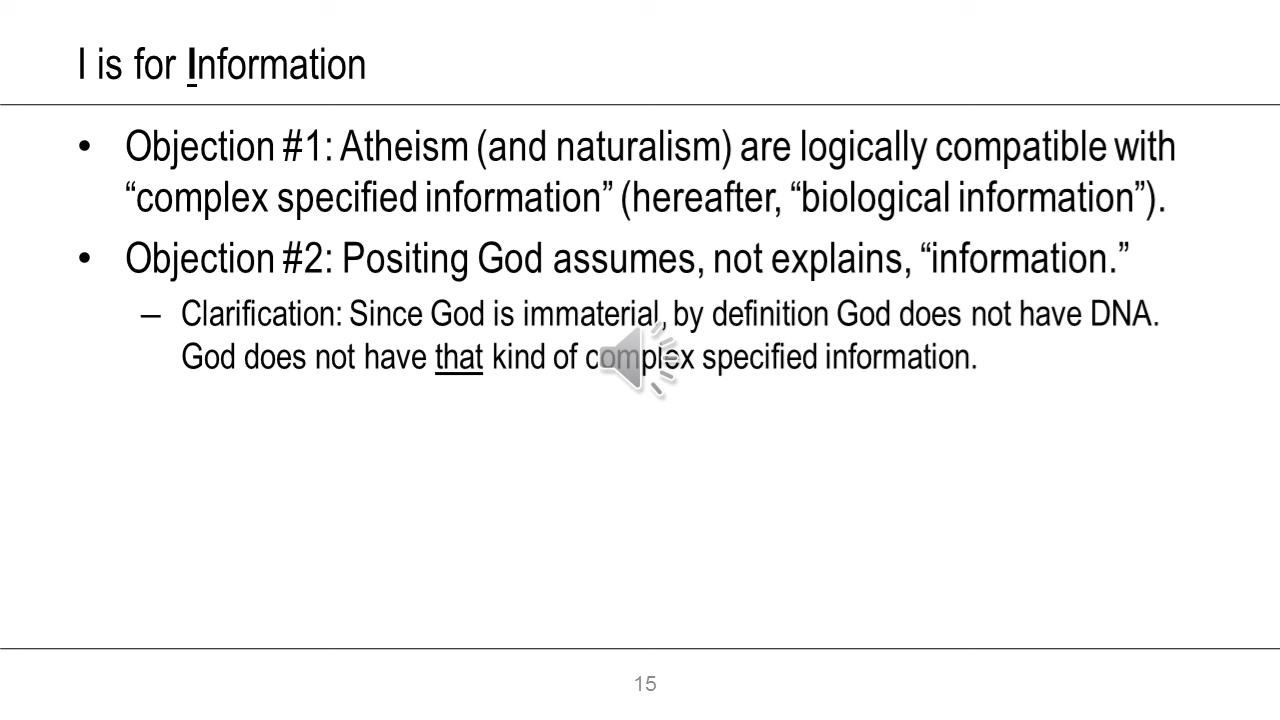 I is for Information
• Objection #1: Atheism (and naturalism) are logically compatible with
“complex specified information” (hereafter, “biological information”).
• Objection #2: Positing God assumes, not explains, “information.”
– Clarification: Since God is immaterial, by definition God does not have DNA.
God does not have that kind of complex specified information.
15